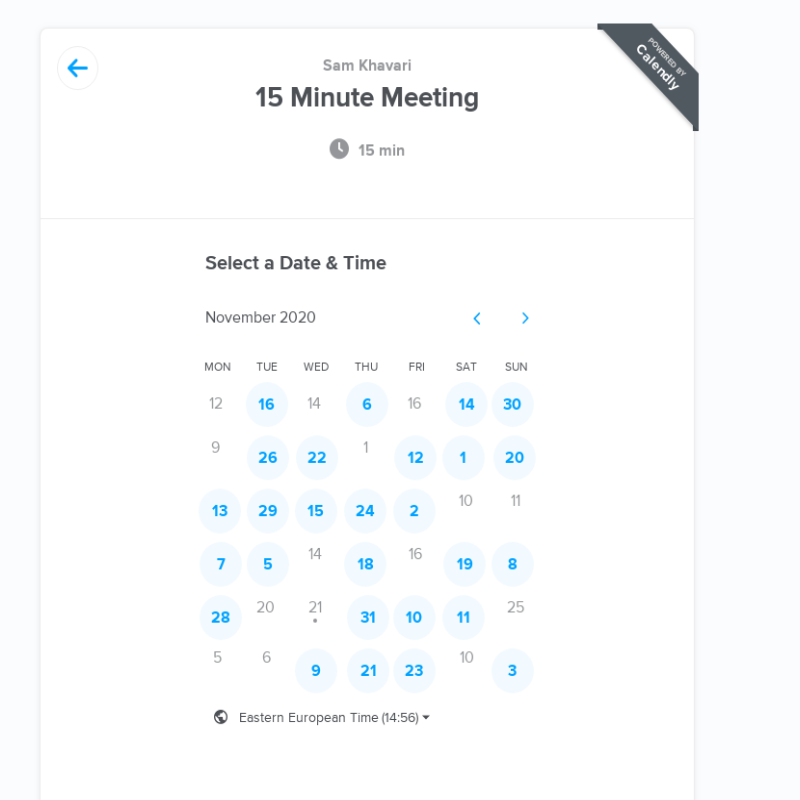 Sam Khavari
15 Minute Meeting
POWERED BY
Calendly
15 min
Select a Date & Time
November 2020
MON TUE WED THU FRI SAT SUN
12 16 14 6 16 14 30
9 26 22 1 12 1 20
13 29 15 24 2 10 11
7 5 14 18 16 19 8
28 20 21 31 10 11 25
5 6 9 21 23 10 3
Eastern European Time (14:56)